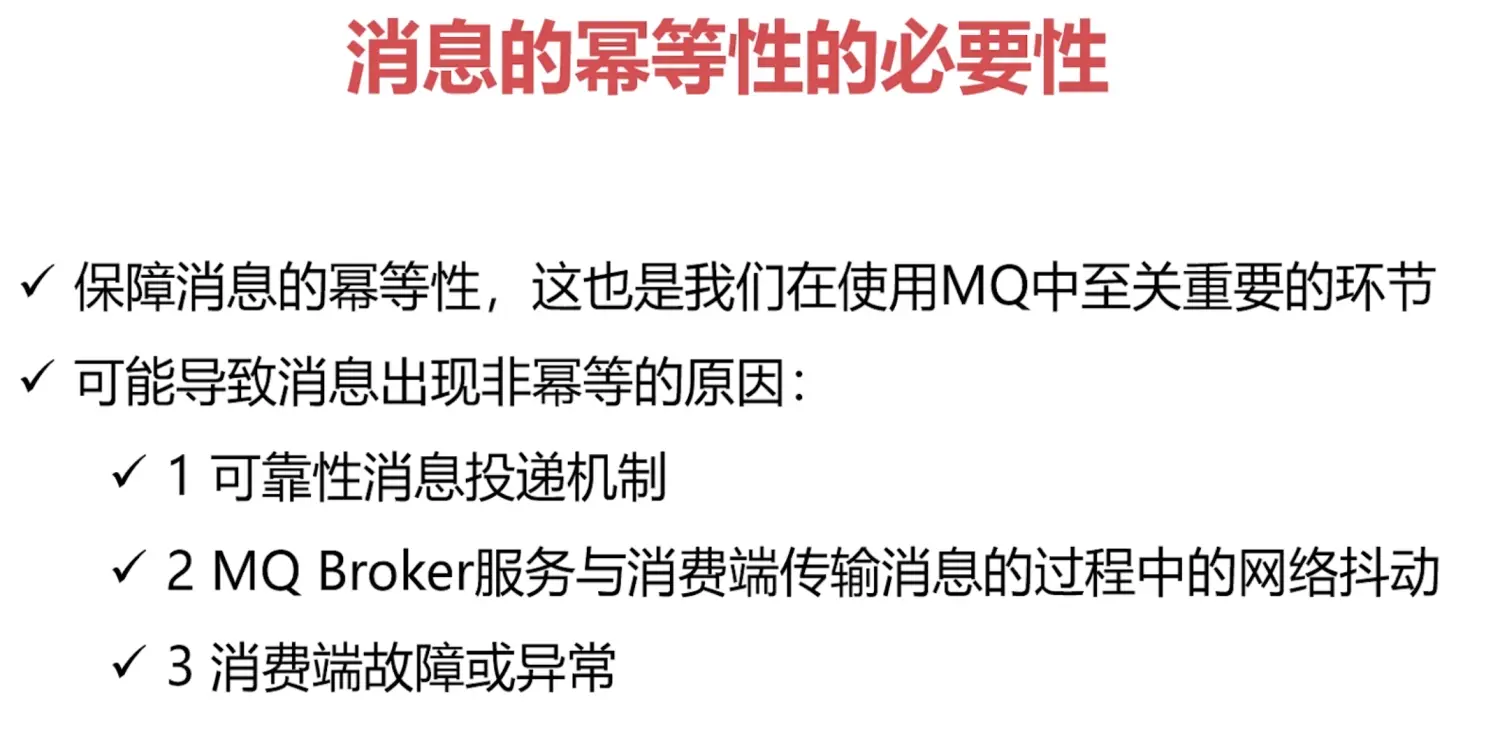 消息的幂等性的必要性
✓ 保障消息的幂等性，这也是我们在使用MQ中至关重要的环节
✓ 可能导致消息出现非幂等的原因：
✓ 1 可靠性消息投递机制
✓ 2 MQ Broker服务与消费端传输消息的过程中的网络抖动
✓ 3 消费端故障或异常